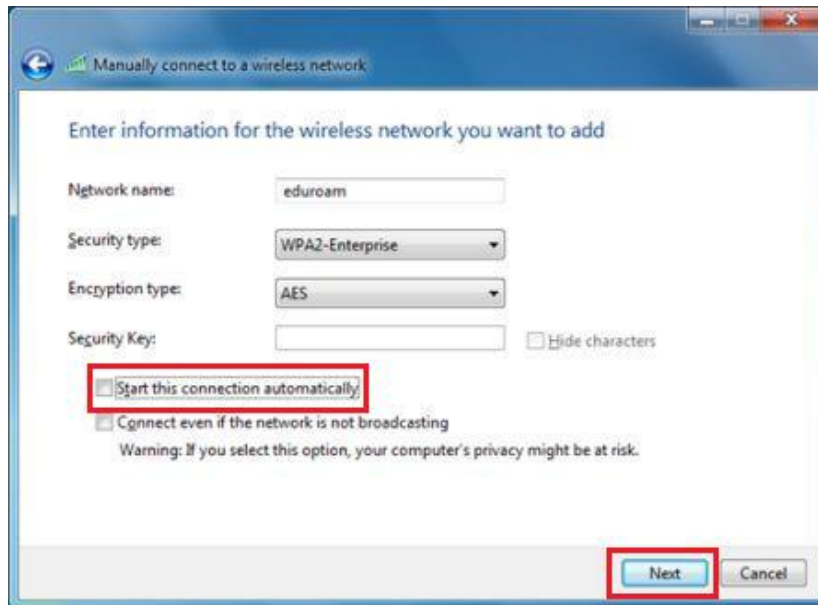 Manually connect to a wireless network
Enter information for the wireless network you want to add
Network name:
eduroam
Security type:
WPA2-Enterprise
Encryption type:
AES
Security Key:
Hide characters
Start this connection automatically
Connect even if the network is not broadcasting
Warning: If you select this option, your computer's privacy might be at risk.
Next
Cancel